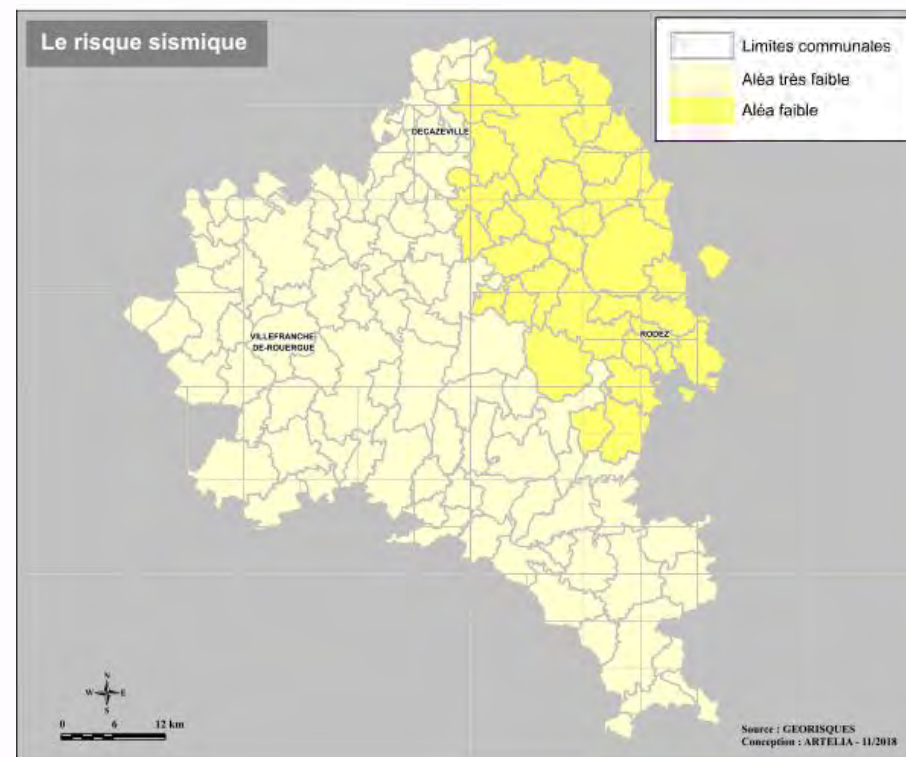 Le risque sismique
Limites communales
Aléa très faible
Aléa faible
DECAZEVILLE
VILLEFRANCHE-
DE-ROUERGUE
RODEZ
N
W E
S
0 6 12 km
Source : GEORISQUES
Conception : ARTELIA - 11/2018